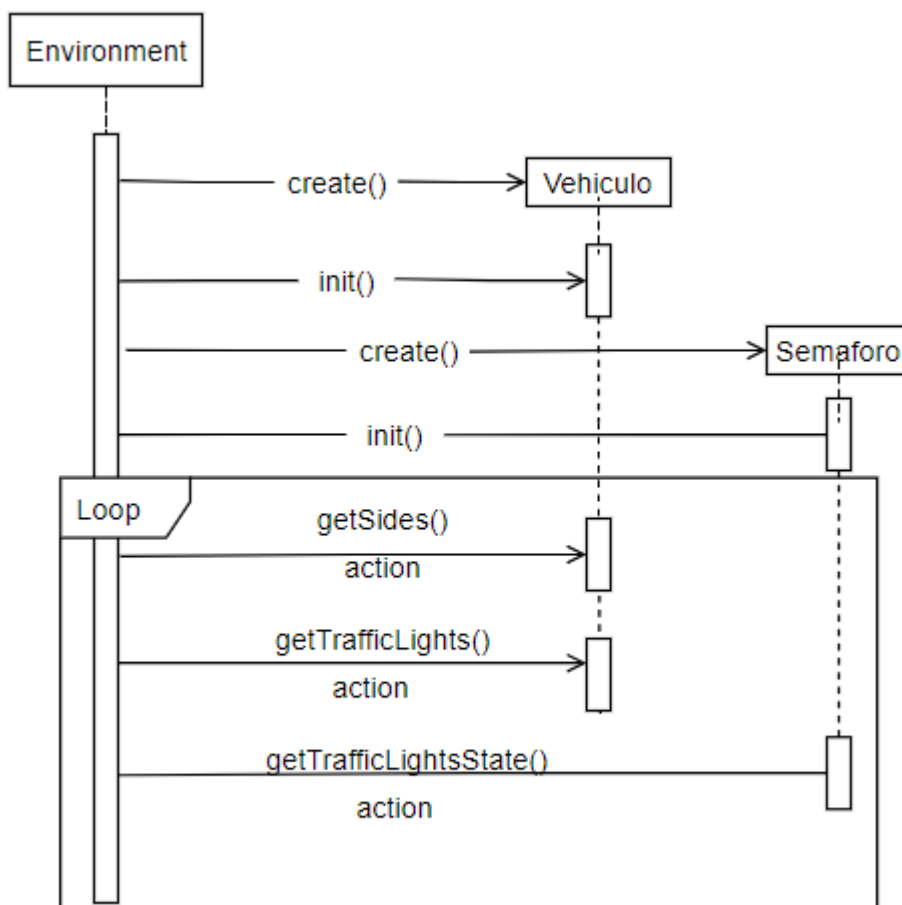 Environment
create()
Vehiculo
init()
create()
Semaforo
init()
Loop
getSides()
action
getTrafficLights()
action
getTrafficLightsState()
action